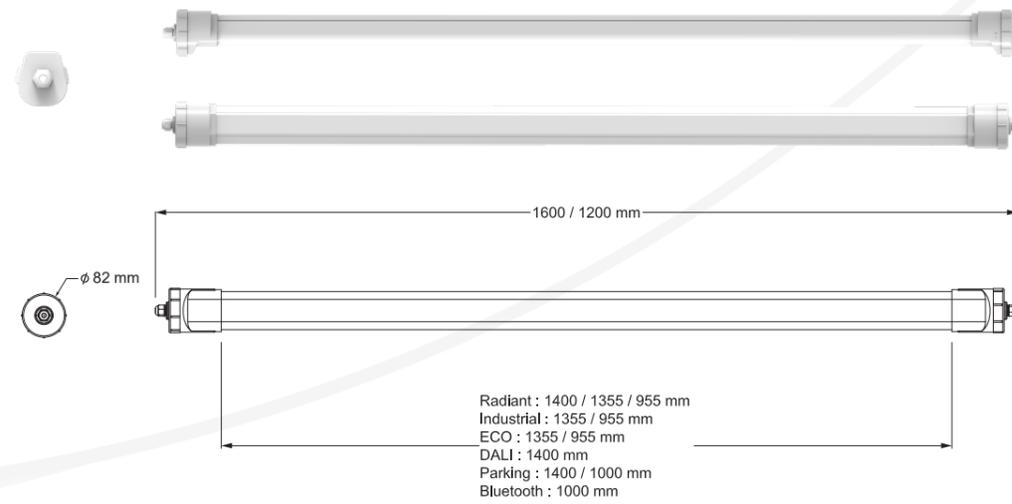 1600 / 1200 mm
ϕ 82 mm
Radiant : 1400 / 1355 / 955 mm
Industrial : 1355 / 955 mm
ECO : 1355 / 955 mm
DALI : 1400 mm
Parking : 1400 / 1000 mm
Bluetooth : 1000 mm